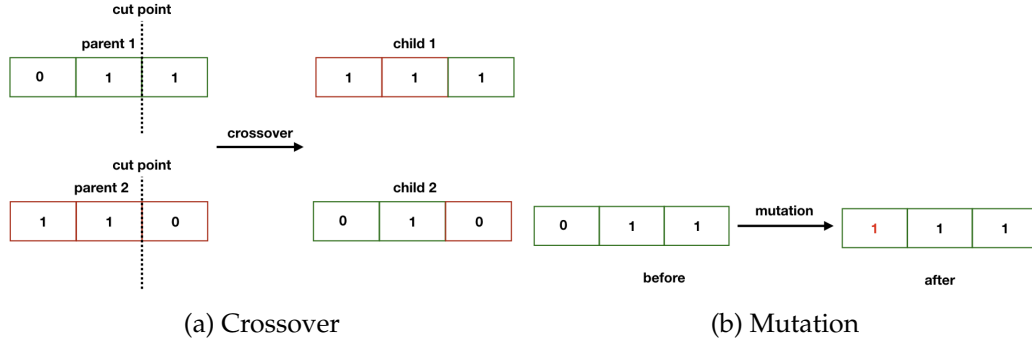 cut point
parent 1
0 1 1
crossover
child 1
1 1 1
cut point
parent 2
1 1 0
child 2
0 1 0
(a) Crossover
0 1 1
before
mutation
1 1 1
after
(b) Mutation